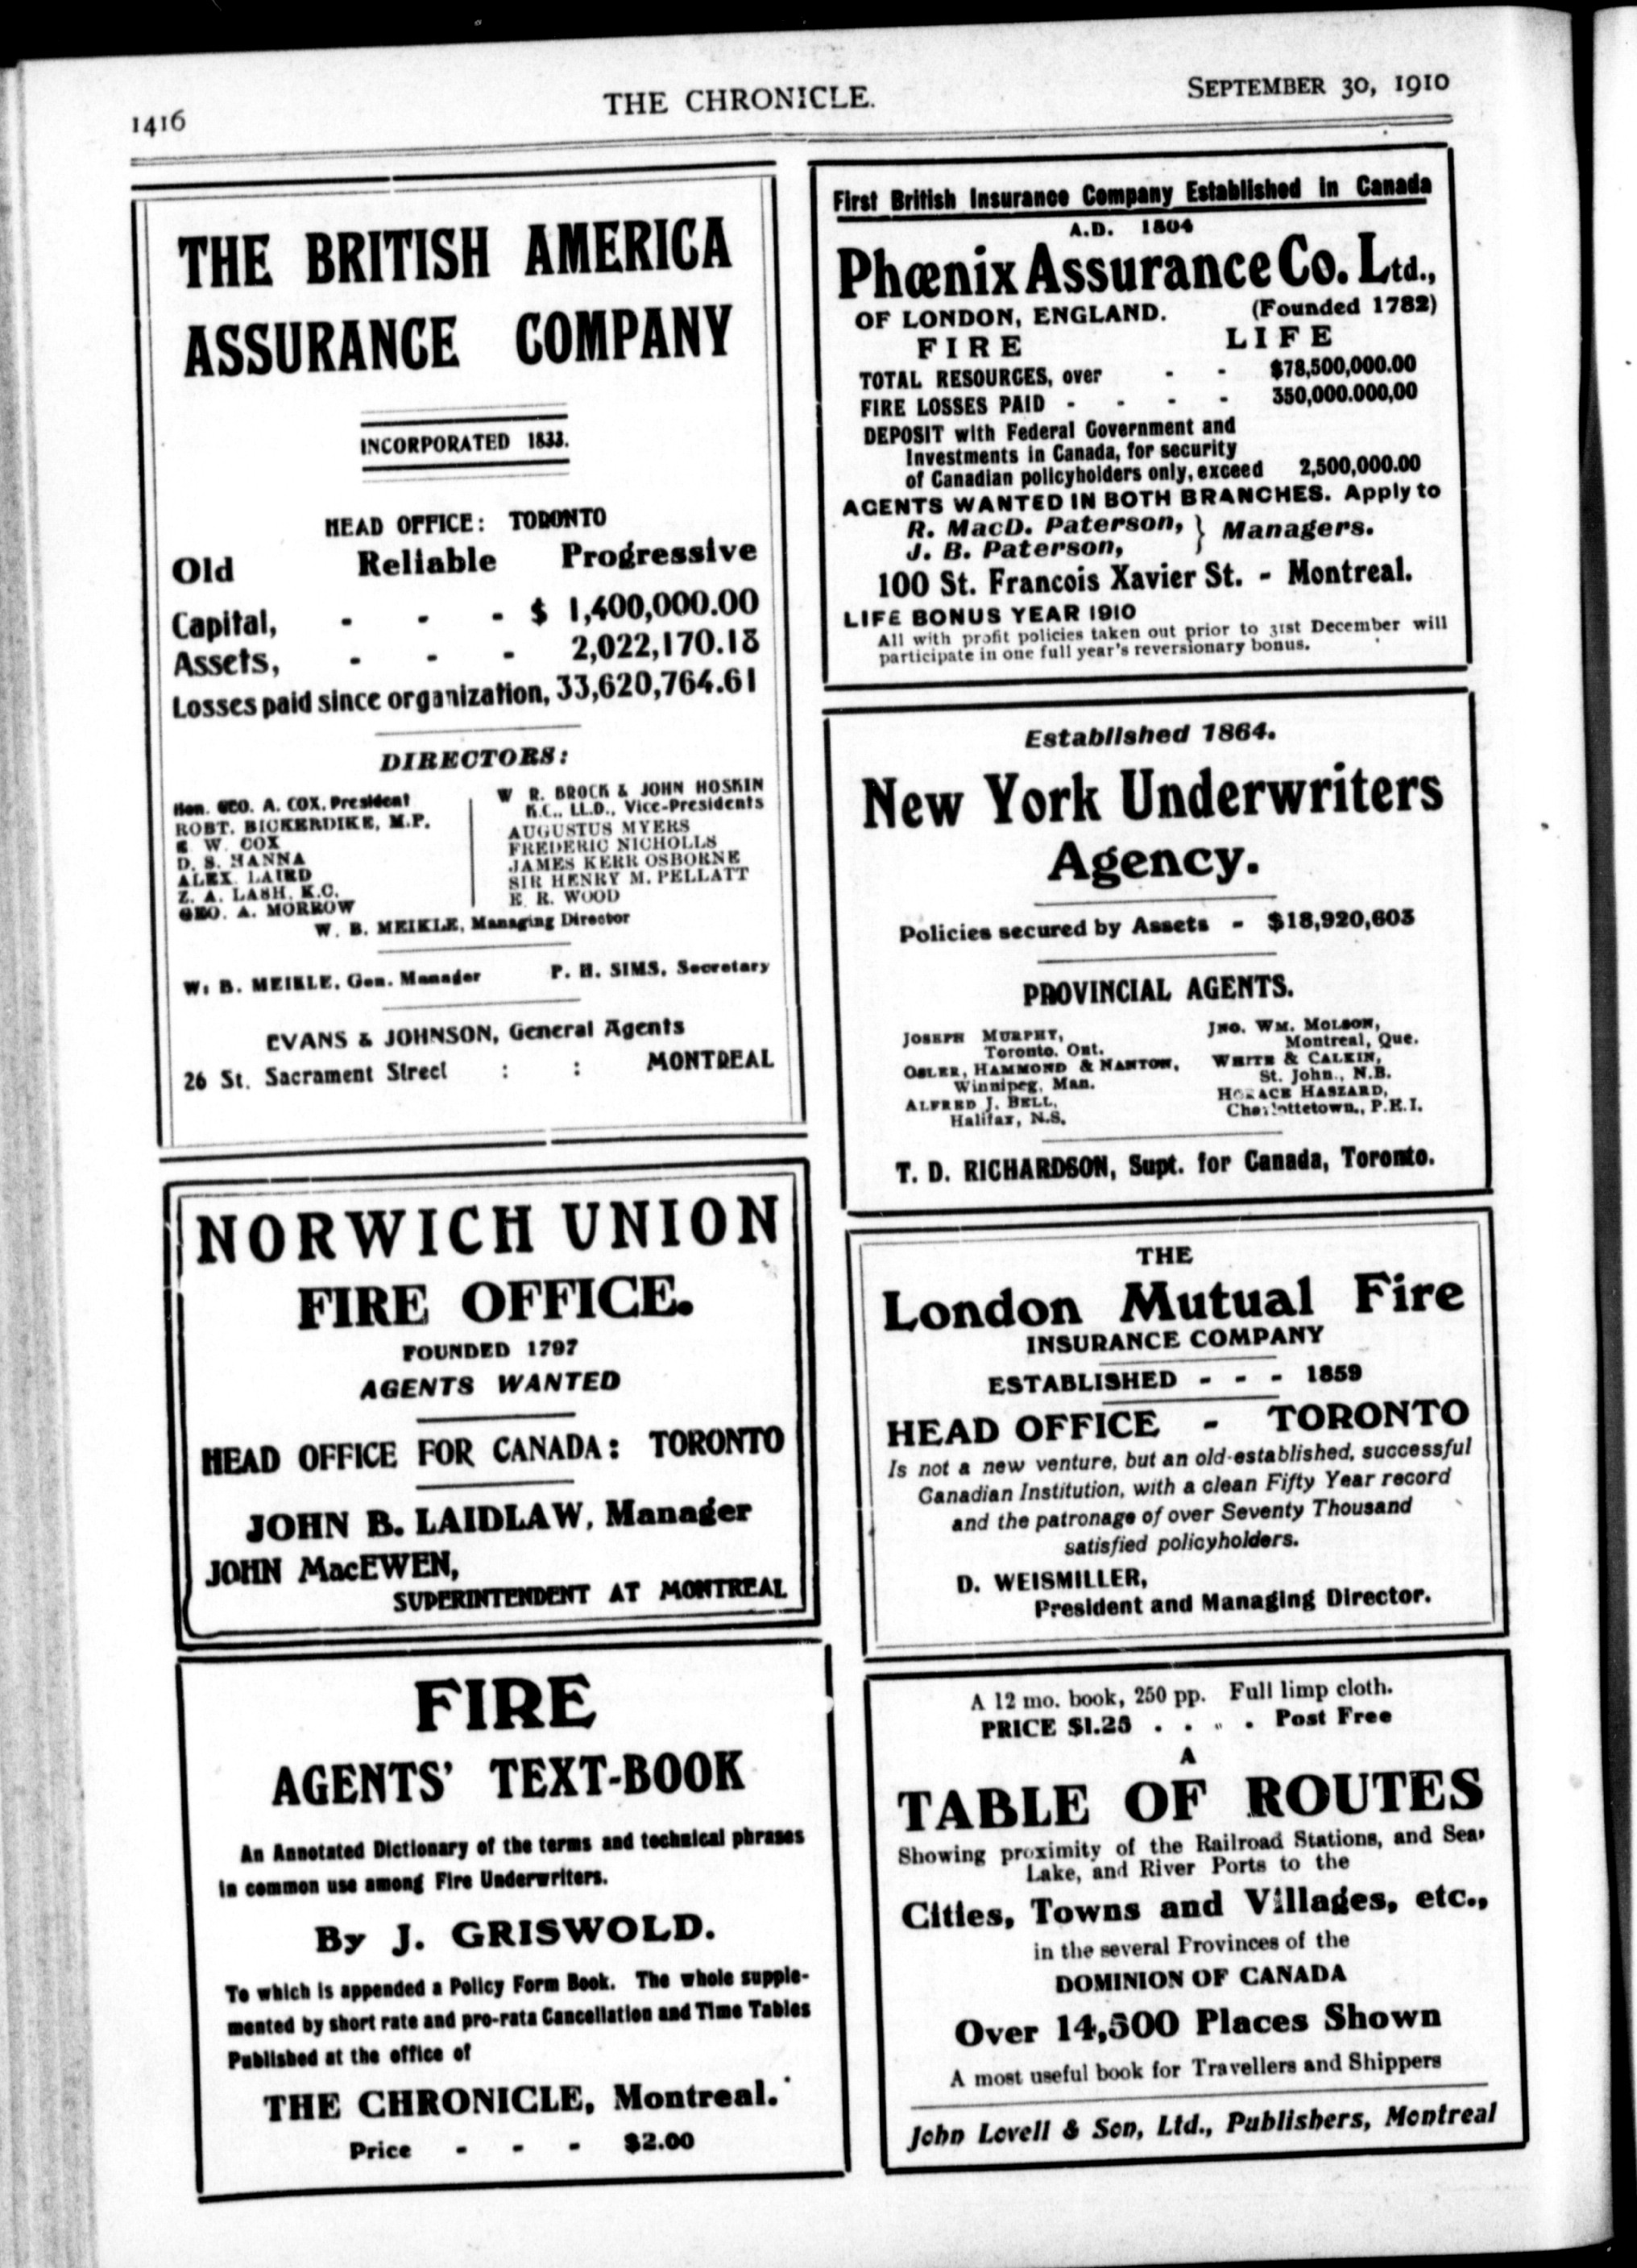 1416
THE CHRONICLE.
SEPTEMBER 30, 1910
THE BRITISH AMERICA
ASSURANCE COMPANY
INCORPORATED 1833.
HEAD OFFICE: TORONTO
Old Reliable Progressive
Capital, - - - $ 1,400,000.00
Assets, - - - 2,022,170.18
Losses paid since organization, 33,620,764.61
DIRECTORS:
Hon. GEO. A. COX, President
ROBT. BICKERDIKE, M.P.
E. W. COX
D. S. HANNA
ALEX. LAIRD
Z. A. LASH, K.C.
GEO. A. MORROW
W. R. BROCK & JOHN HOSKIN
K.C., LL.D., Vice-Presidents
AUGUSTUS MYERS
FREDERIC NICHOLLS
JAMES KERR OSBORNE
SIR HENRY M. PELLATT
E. R. WOOD
W. B. MEIKLE, Managing Director
W. B. MEIKLE, Gen. Manager P. H. SIMS, Secretary
EVANS & JOHNSON, General Agents
26 St. Sacrament Street : : MONTREAL
NORWICH UNION
FIRE OFFICE.
FOUNDED 1797
AGENTS WANTED
HEAD OFFICE FOR CANADA: TORONTO
JOHN B. LAIDLAW, Manager
JOHN MacEWEN,
SUPERINTENDENT AT MONTREAL
FIRE
AGENTS' TEXT-BOOK
An Annotated Dictionary of the terms and technical phrases
in common use among Fire Underwriters.
By J. GRISWOLD.
To which is appended a Policy Form Book. The whole supple-
mented by short rate and pro-rata Cancellation and Time Tables
Published at the office of
THE CHRONICLE, Montreal.
Price - - - $2.00
First British Insurance Company Established in Canada
A.D. 1804
Phœnix Assurance Co. Ltd.,
OF LONDON, ENGLAND. (Founded 1782)
FIRE LIFE
TOTAL RESOURCES, over - - $78,500,000.00
FIRE LOSSES PAID - - - - 350,000.000,00
DEPOSIT with Federal Government and
Investments in Canada, for security
of Canadian policyholders only, exceed 2,500,000.00
AGENTS WANTED IN BOTH BRANCHES. Apply to
R. MacD. Paterson, } Managers.
J. B. Paterson,
100 St. Francois Xavier St. - Montreal.
LIFE BONUS YEAR 1910
All with profit policies taken out prior to 31st December will
participate in one full year's reversionary bonus.
Established 1864.
New York Underwriters
Agency.
Policies secured by Assets - $18,920,603
PROVINCIAL AGENTS.
JOSEPH MURPHY,
Toronto. Ont.
OSLER, HAMMOND & NANTON,
Winnipeg, Man.
ALFRED J. BELL,
Halifax, N.S.
JNO. WM. MOLSON,
Montreal, Que.
WHITE & CALKIN,
St. John., N.B.
HORACE HASZARD,
Charlottetown., P.E.I.
T. D. RICHARDSON, Supt. for Canada, Toronto.
THE
London Mutual Fire
INSURANCE COMPANY
ESTABLISHED - - - 1859
HEAD OFFICE - TORONTO
Is not a new venture, but an old-established, successful
Canadian Institution, with a clean Fifty Year record
and the patronage of over Seventy Thousand
satisfied policyholders.
D. WEISMILLER,
President and Managing Director.
A 12 mo. book, 250 pp. Full limp cloth.
PRICE $1.25 . . . . Post Free
A
TABLE OF ROUTES
Showing proximity of the Railroad Stations, and Sea,
Lake, and River Ports to the
Cities, Towns and Villages, etc.,
in the several Provinces of the
DOMINION OF CANADA
Over 14,500 Places Shown
A most useful book for Travellers and Shippers
John Lovell & Son, Ltd., Publishers, Montreal